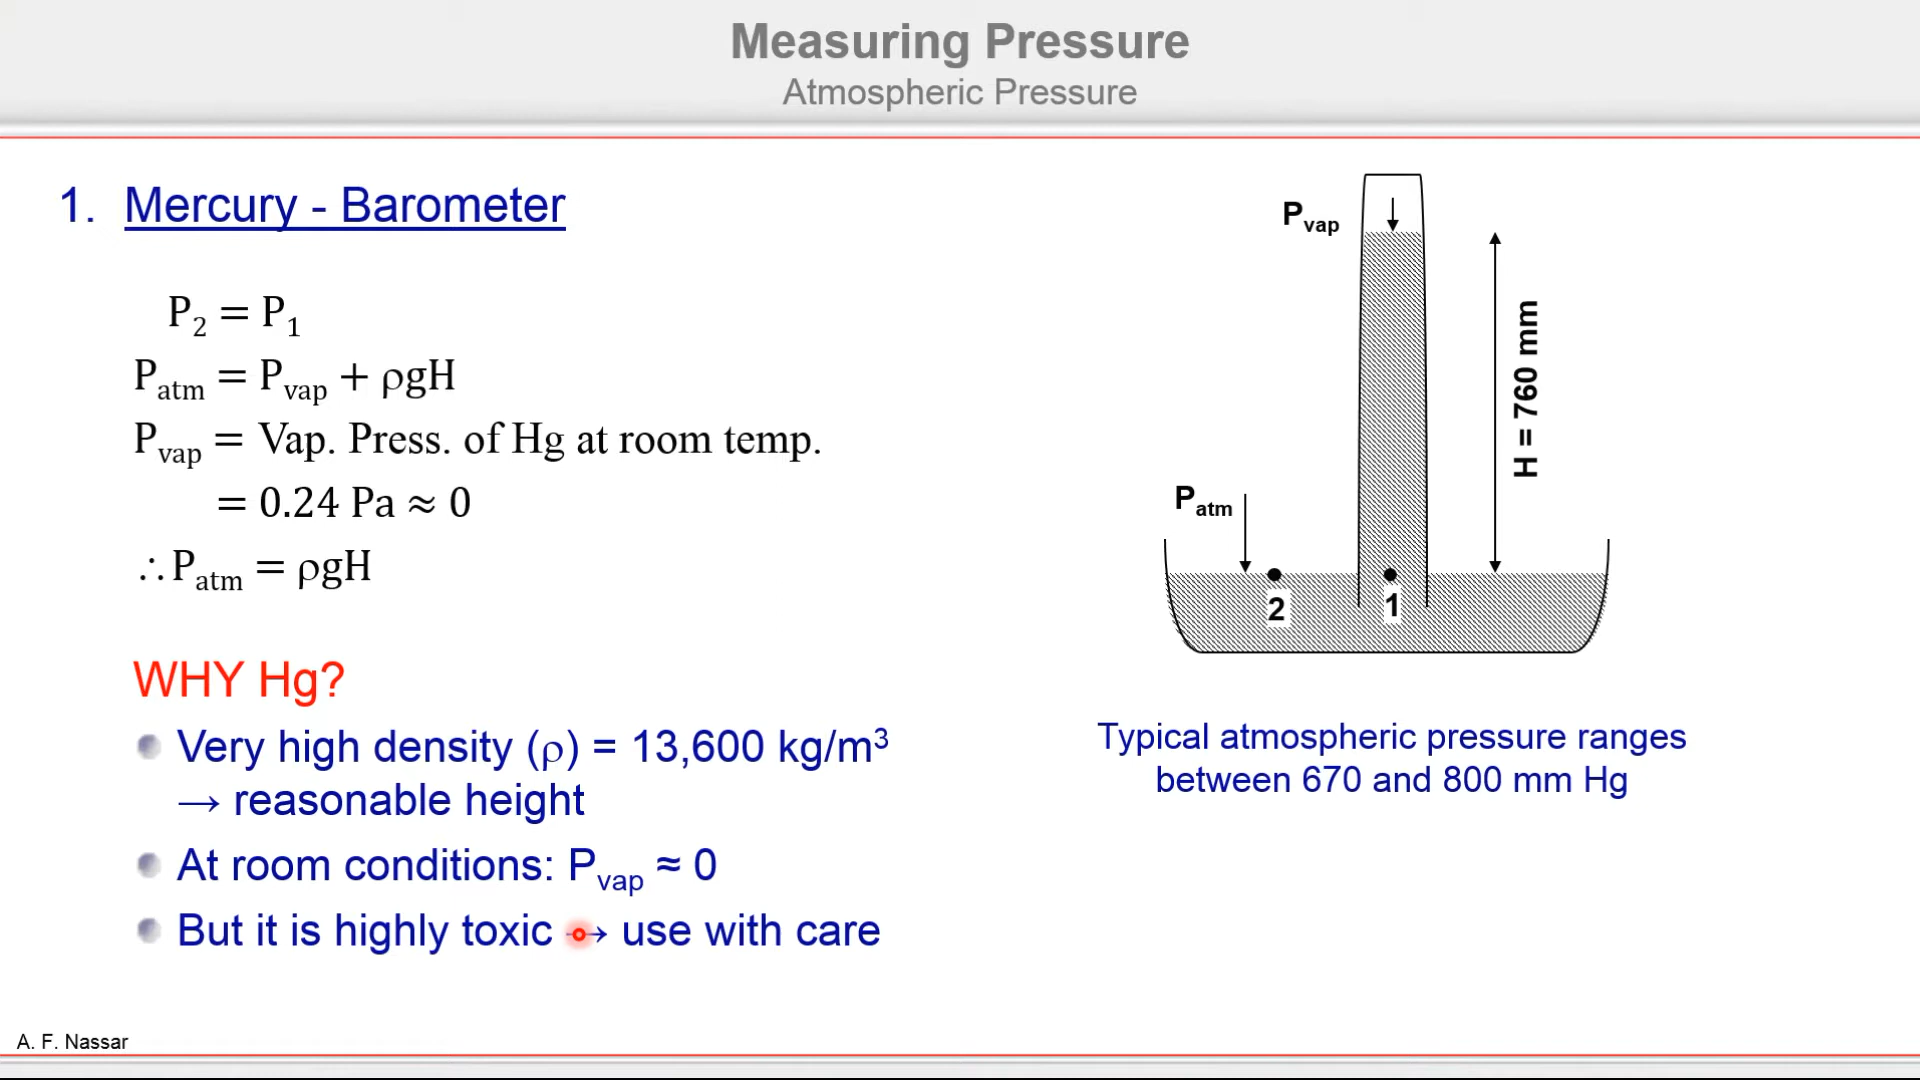 Measuring Pressure
Atmospheric Pressure
1. Mercury - Barometer
P₂ = P₁
Pₐₜₘ = Pᵥₐₚ + ρgH
Pᵥₐₚ = Vap. Press. of Hg at room temp.
= 0.24 Pa ≈ 0
∴ Pₐₜₘ = ρgH
WHY Hg?
Very high density (ρ) = 13,600 kg/m³
→ reasonable height
At room conditions: Pᵥₐₚ ≈ 0
But it is highly toxic → use with care
Pᵥₐₚ
H = 760 mm
Pₐₜₘ
2
1
Typical atmospheric pressure ranges
between 670 and 800 mm Hg
A. F. Nassar